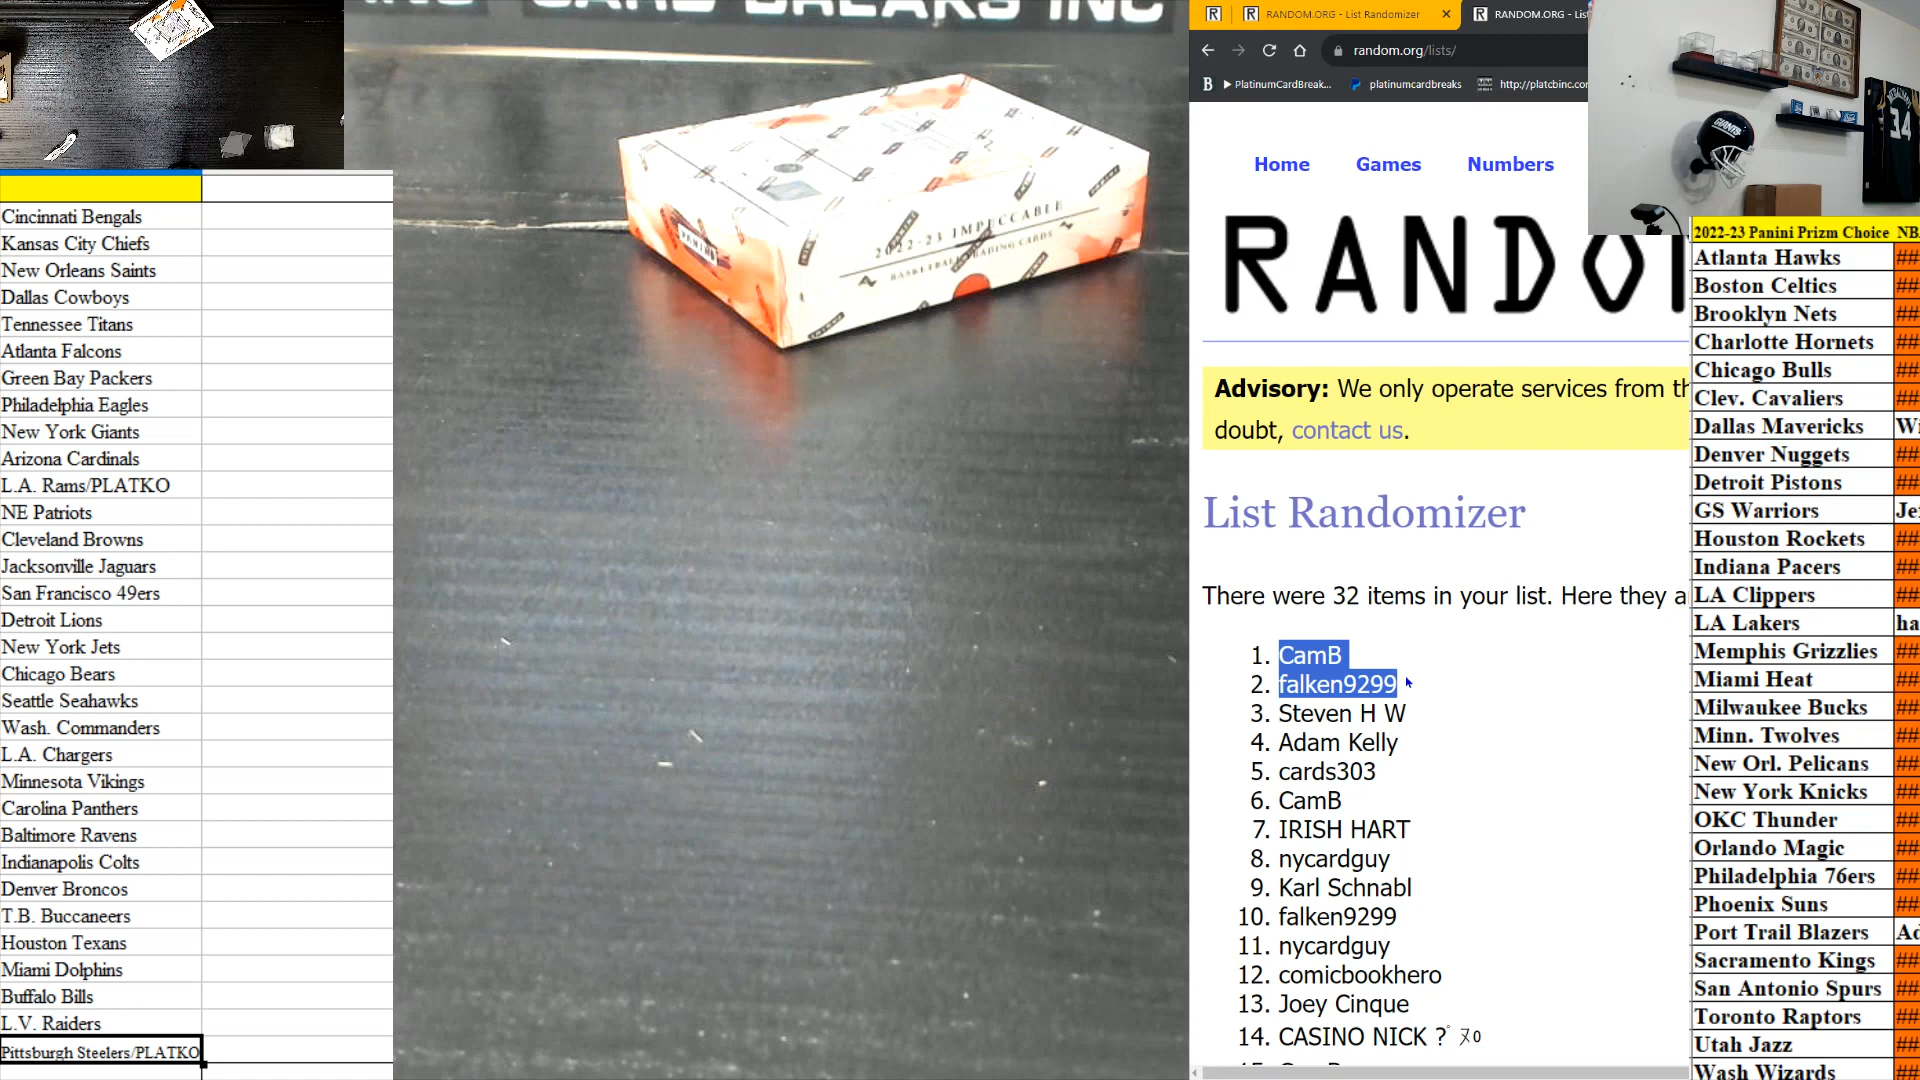 CARD BREAKS INC
Cincinnati Bengals
Kansas City Chiefs
New Orleans Saints
Dallas Cowboys
Tennessee Titans
Atlanta Falcons
Green Bay Packers
Philadelphia Eagles
New York Giants
Arizona Cardinals
L.A. Rams/PLATKO
NE Patriots
Cleveland Browns
Jacksonville Jaguars
San Francisco 49ers
Detroit Lions
New York Jets
Chicago Bears
Seattle Seahawks
Wash. Commanders
L.A. Chargers
Minnesota Vikings
Carolina Panthers
Baltimore Ravens
Indianapolis Colts
Denver Broncos
T.B. Buccaneers
Houston Texans
Miami Dolphins
Buffalo Bills
L.V. Raiders
Pittsburgh Steelers/PLATKO
PANINI
2022-23 IMPECCABLE
BASKETBALL TRADING CARDS
RANDOM.ORG - List Randomizer
RANDOM.ORG - Lis
random.org/lists/
PlatinumCardBreak...
platinumcardbreaks
http://platcbinc.con
Home Games Numbers
RANDO
Advisory: We only operate services from th
doubt, contact us.
List Randomizer
There were 32 items in your list. Here they a
1. CamB
2. falken9299
3. Steven H W
4. Adam Kelly
5. cards303
6. CamB
7. IRISH HART
8. nycardguy
9. Karl Schnabl
10. falken9299
11. nycardguy
12. comicbookhero
13. Joey Cinque
14. CASINO NICK ?
GIANTS
34
2022-23 Panini Prizm Choice NB
Atlanta Hawks ##
Boston Celtics ##
Brooklyn Nets ##
Charlotte Hornets ##
Chicago Bulls ##
Clev. Cavaliers ##
Dallas Mavericks Wi
Denver Nuggets ##
Detroit Pistons ##
GS Warriors Je
Houston Rockets ##
Indiana Pacers ##
LA Clippers ##
LA Lakers ha
Memphis Grizzlies ##
Miami Heat ##
Milwaukee Bucks ##
Minn. Twolves ##
New Orl. Pelicans ##
New York Knicks ##
OKC Thunder ##
Orlando Magic ##
Philadelphia 76ers ##
Phoenix Suns ##
Port Trail Blazers Ad
Sacramento Kings ##
San Antonio Spurs ##
Toronto Raptors ##
Utah Jazz ##
Wash Wizards ##